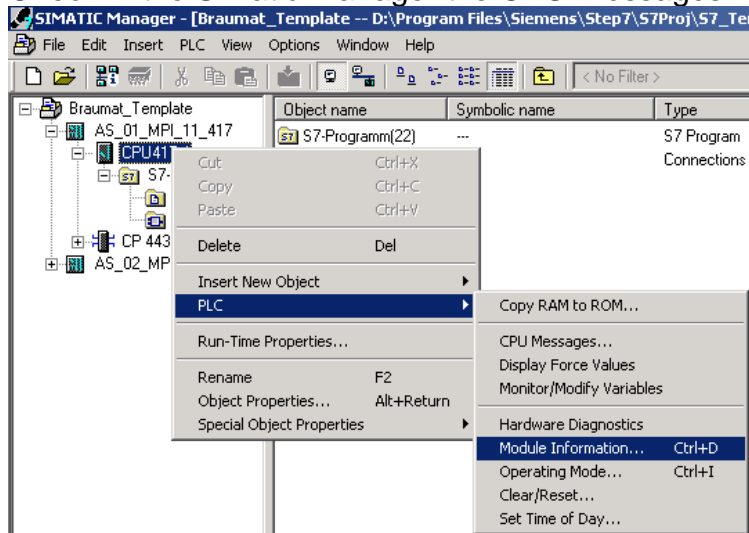 SIMATIC Manager - [Braumat_Template -- D:\Program Files\Siemens\Step7\S7Proj\S7_Te
File Edit Insert PLC View Options Window Help
< No Filter >
Braumat_Template
AS_01_MPI_11_417
CPU41
S7-
CP 443
AS_02_MP
Object name Symbolic name Type
S7-Programm(22) --- S7 Program
Connections
Cut Ctrl+X
Copy Ctrl+C
Paste Ctrl+V
Delete Del
Insert New Object
PLC
Run-Time Properties...
Rename F2
Object Properties... Alt+Return
Special Object Properties
Copy RAM to ROM...
CPU Messages...
Display Force Values
Monitor/Modify Variables
Hardware Diagnostics
Module Information... Ctrl+D
Operating Mode... Ctrl+I
Clear/Reset...
Set Time of Day...